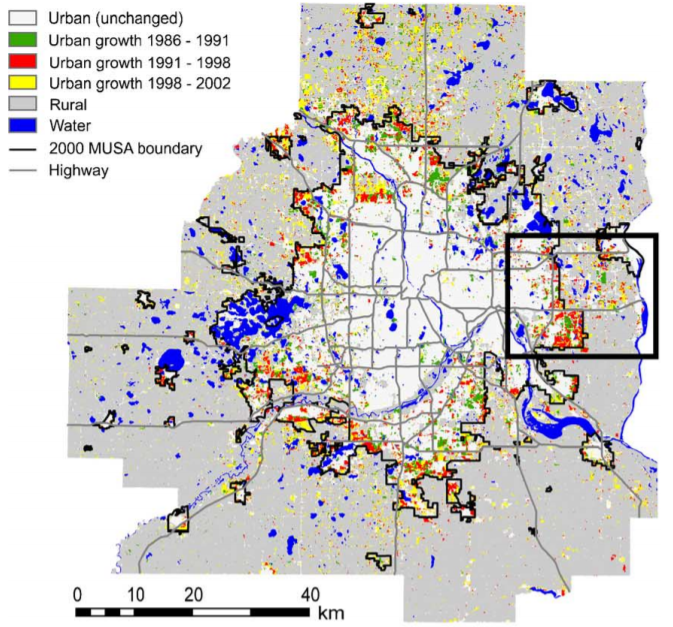 Urban (unchanged)
Urban growth 1986 - 1991
Urban growth 1991 - 1998
Urban growth 1998 - 2002
Rural
Water
2000 MUSA boundary
Highway
0 10 20 40
km